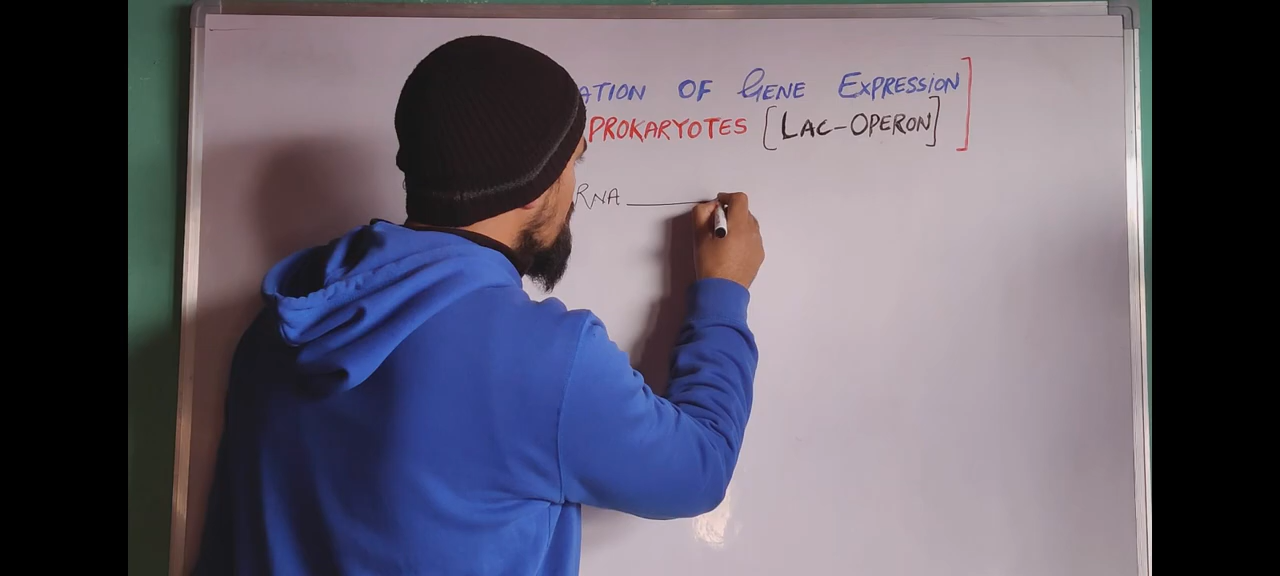 ATION OF GENE EXPRESSION
PROKARYOTES [LAC-OPERON]
RNA